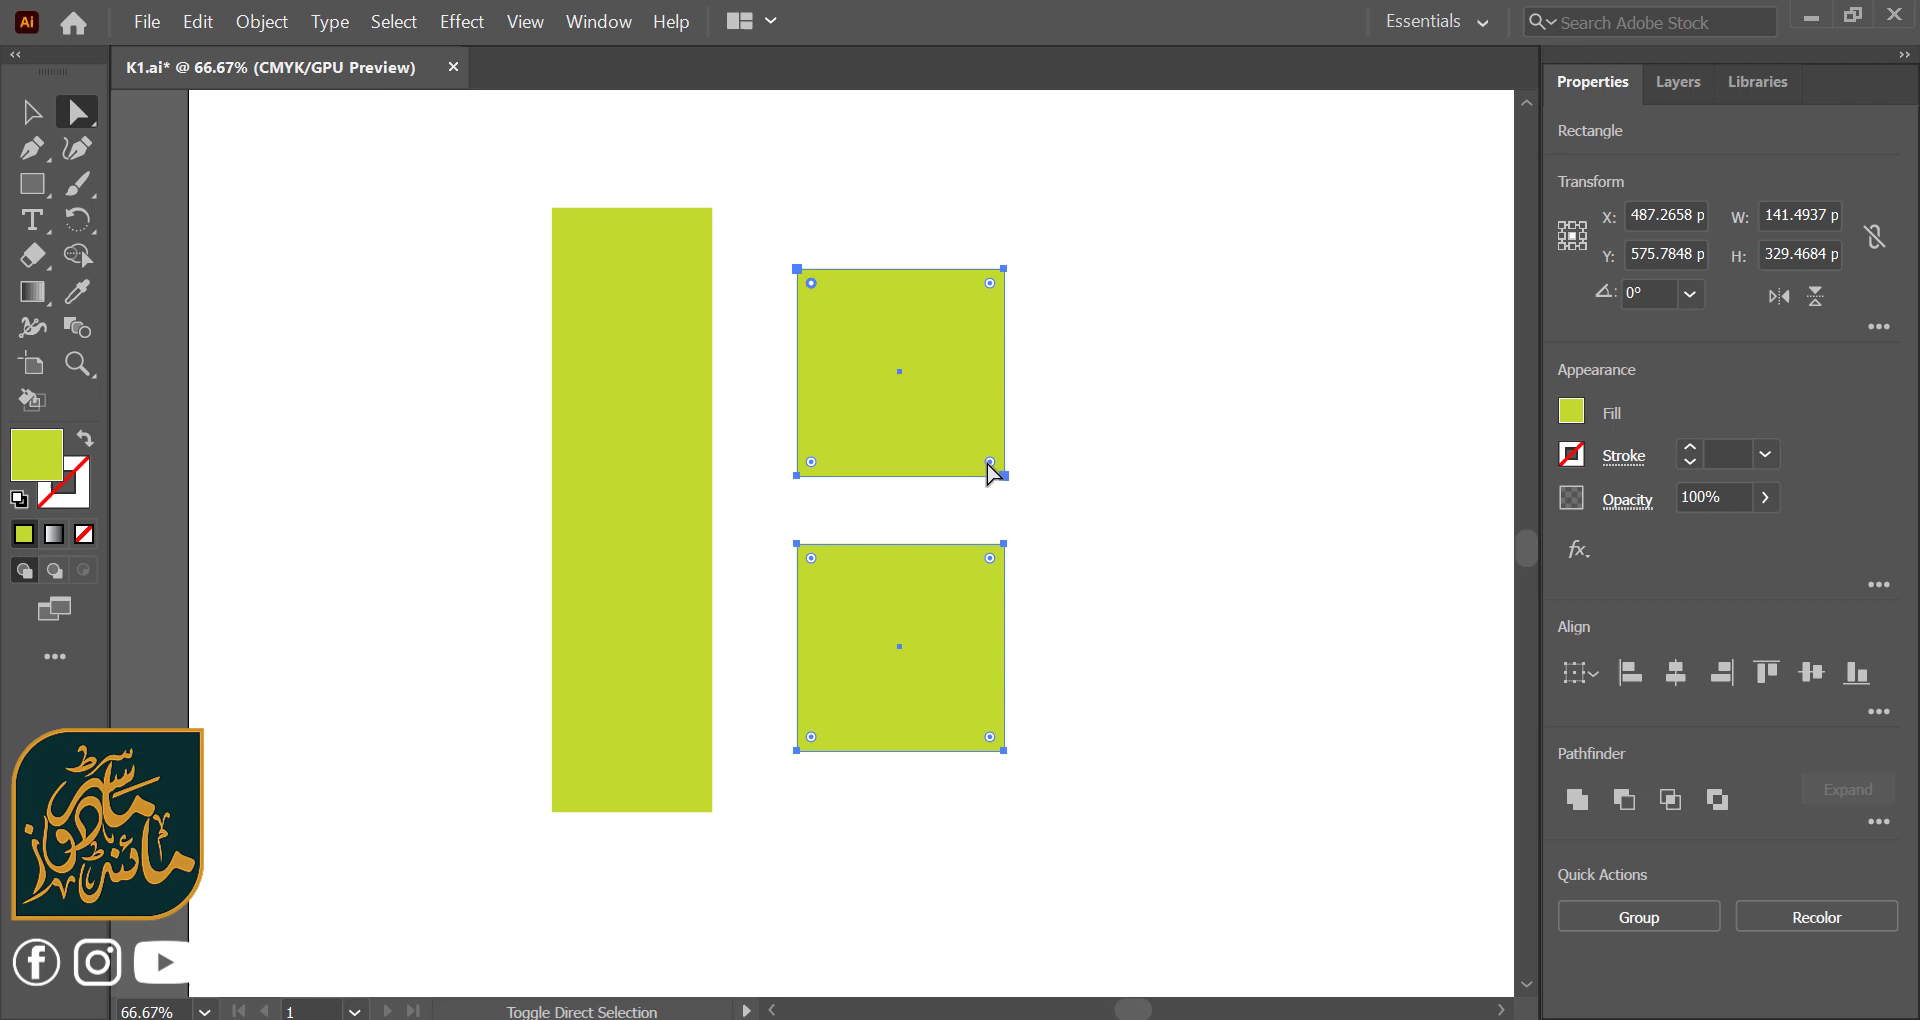 Ai File Edit Object Type Select Effect View Window Help Essentials Search Adobe Stock
K1.ai* @ 66.67% (CMYK/GPU Preview)
Properties Layers Libraries
Rectangle
Transform
X: 487.2658 p W: 141.4937 p
Y: 575.7848 p H: 329.4684 p
0°
Appearance
Fill
Stroke
Opacity 100%
fx.
Align
Pathfinder
Expand
Quick Actions
Group Recolor
ماسٹر
مائنڈ
66.67% 1 Toggle Direct Selection